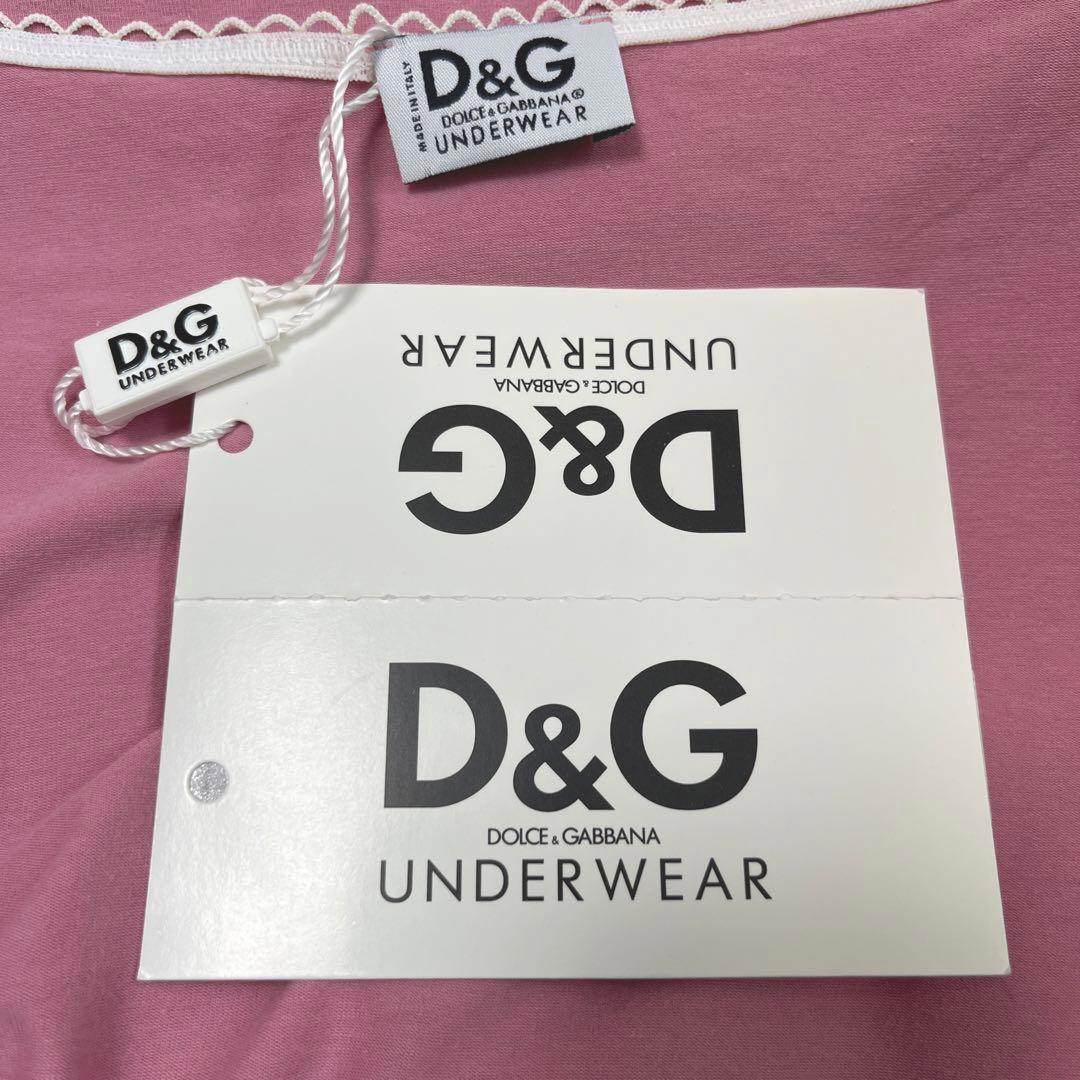 MADE IN ITALY
D&G
DOLCE & GABBANA®
UNDERWEAR
D&G
UNDERWEAR
D&G
DOLCE & GABBANA
UNDERWEAR
D&G
DOLCE & GABBANA
UNDERWEAR